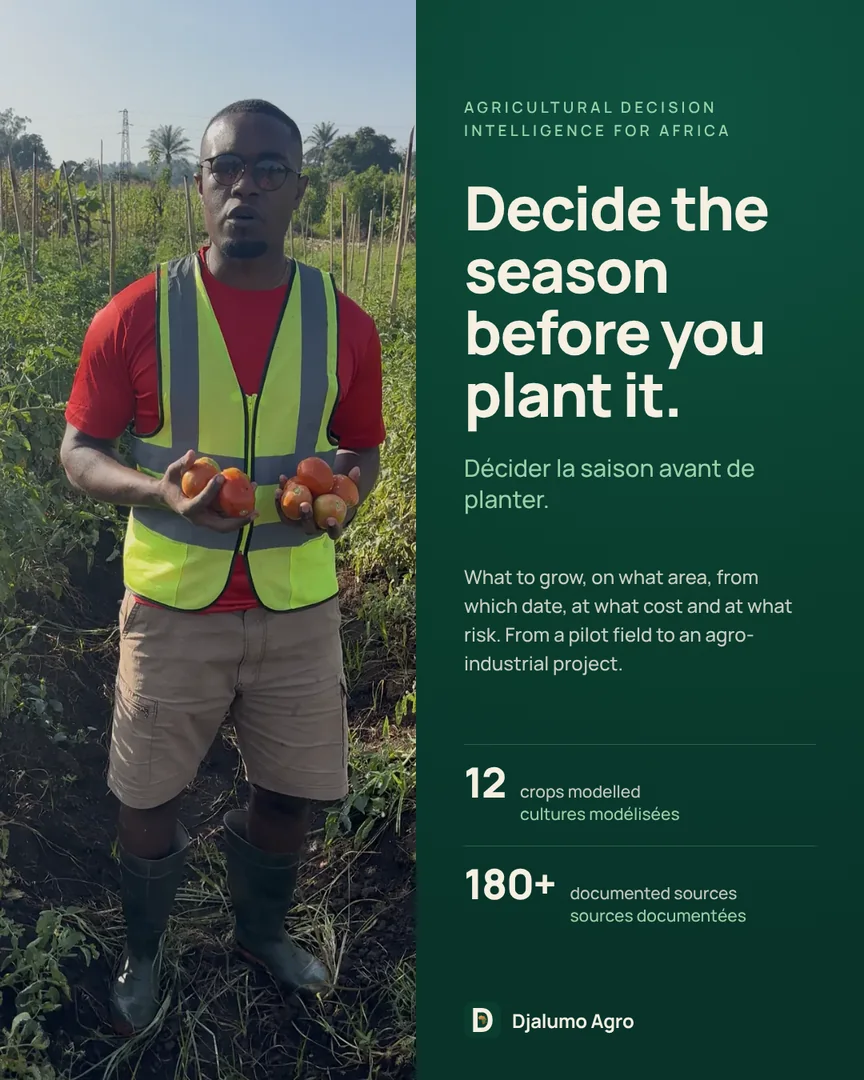 AGRICULTURAL DECISION
INTELLIGENCE FOR AFRICA
Decide the
season
before you
plant it.
Décider la saison avant de
planter.
What to grow, on what area, from
which date, at what cost and at what
risk. From a pilot field to an agro-
industrial project.
12 crops modelled
cultures modélisées
180+ documented sources
sources documentées
D Djalumo Agro